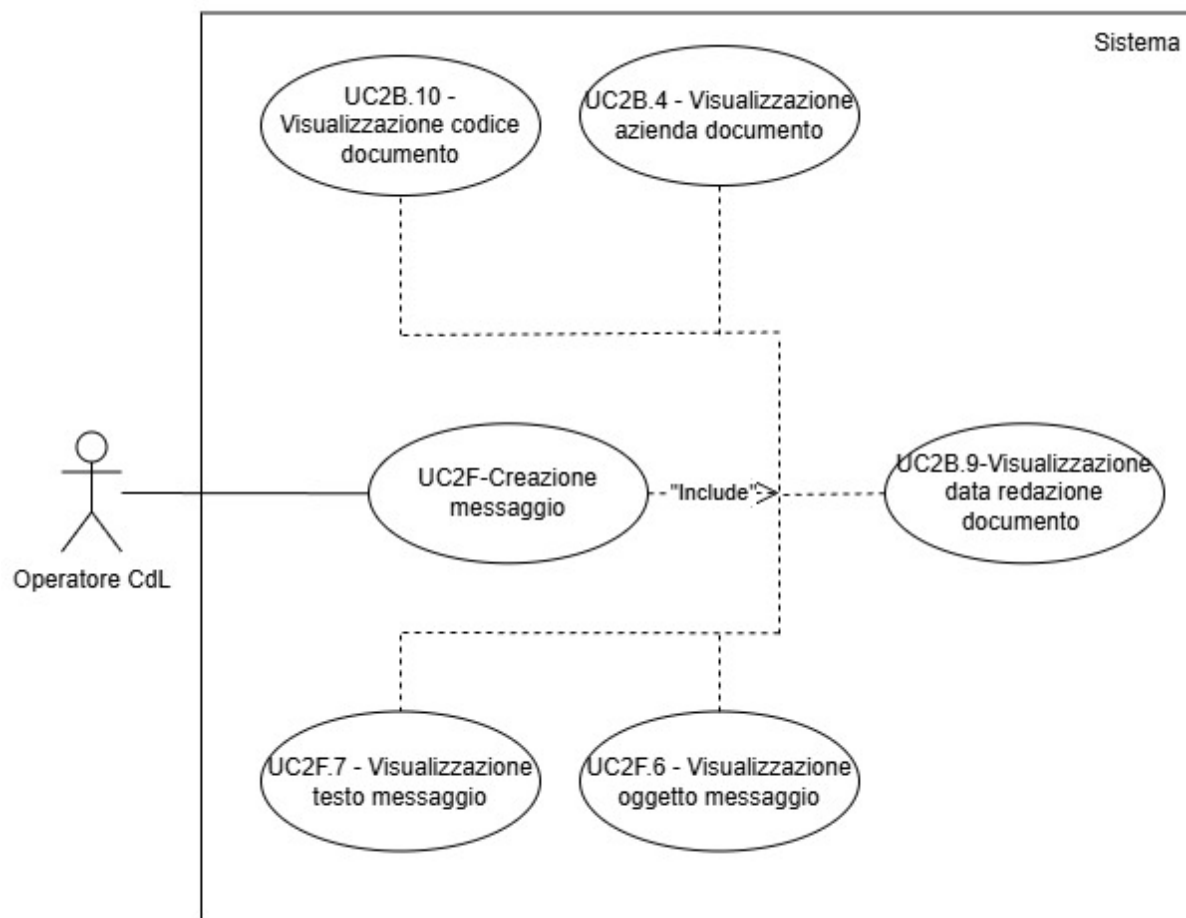 Sistema
UC2B.10 -
Visualizzazione codice
documento
UC2B.4 - Visualizzazione
azienda documento
UC2F-Creazione
messaggio
"Include"
UC2B.9-Visualizzazione
data redazione
documento
Operatore CdL
UC2F.7 - Visualizzazione
testo messaggio
UC2F.6 - Visualizzazione
oggetto messaggio